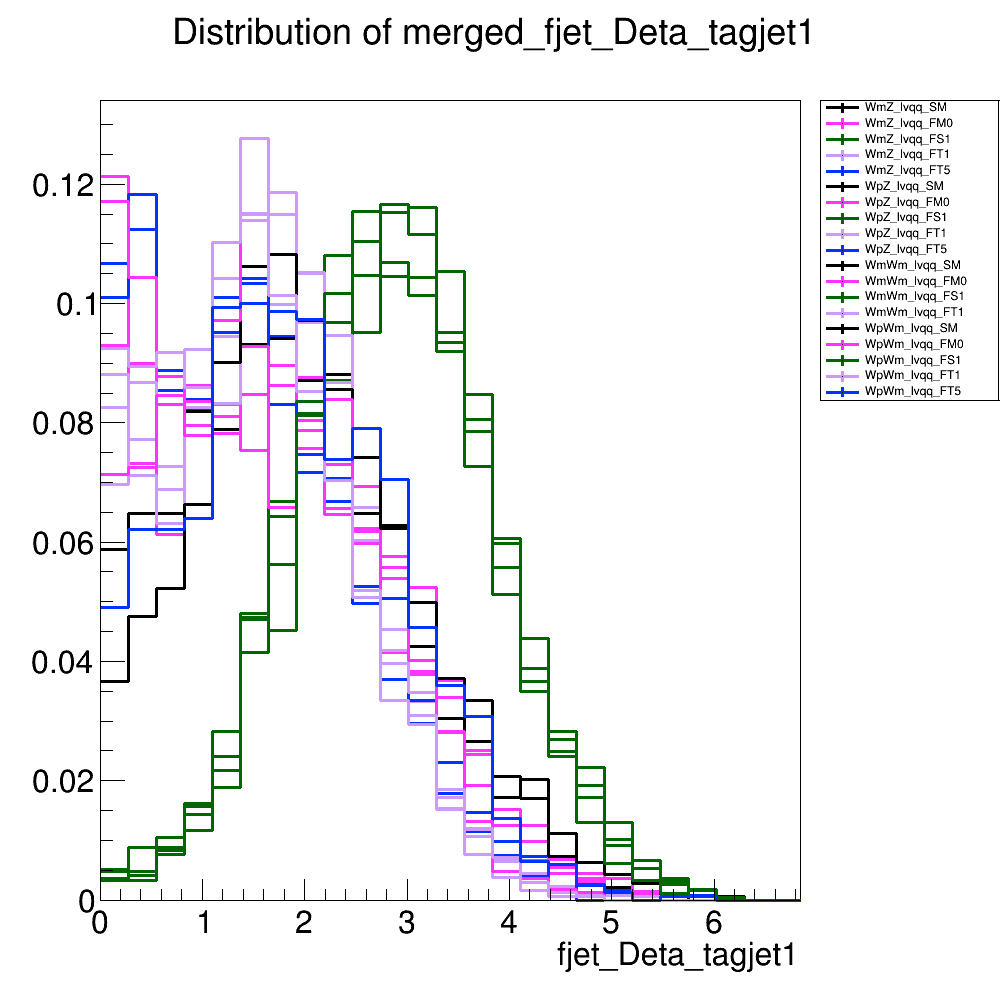 Distribution of merged_fjet_Deta_tagjet1
WmZ_lvqq_SM
WmZ_lvqq_FM0
WmZ_lvqq_FS1
WmZ_lvqq_FT1
WmZ_lvqq_FT5
WpZ_lvqq_SM
WpZ_lvqq_FM0
WpZ_lvqq_FS1
WpZ_lvqq_FT1
WpZ_lvqq_FT5
WmWm_lvqq_SM
WmWm_lvqq_FM0
WmWm_lvqq_FS1
WmWm_lvqq_FT1
WpWm_lvqq_SM
WpWm_lvqq_FM0
WpWm_lvqq_FS1
WpWm_lvqq_FT1
WpWm_lvqq_FT5
0.12
0.1
0.08
0.06
0.04
0.02
0
0 1 2 3 4 5 6
fjet_Deta_tagjet1